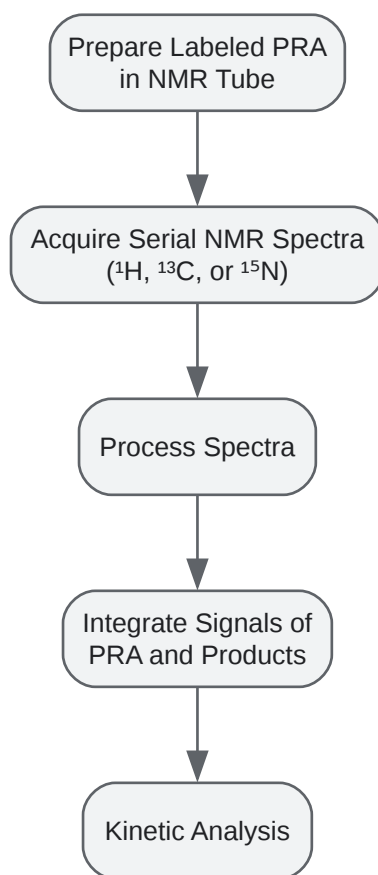 Prepare Labeled PRA
in NMR Tube
Acquire Serial NMR Spectra
(¹H, ¹³C, or ¹⁵N)
Process Spectra
Integrate Signals of
PRA and Products
Kinetic Analysis